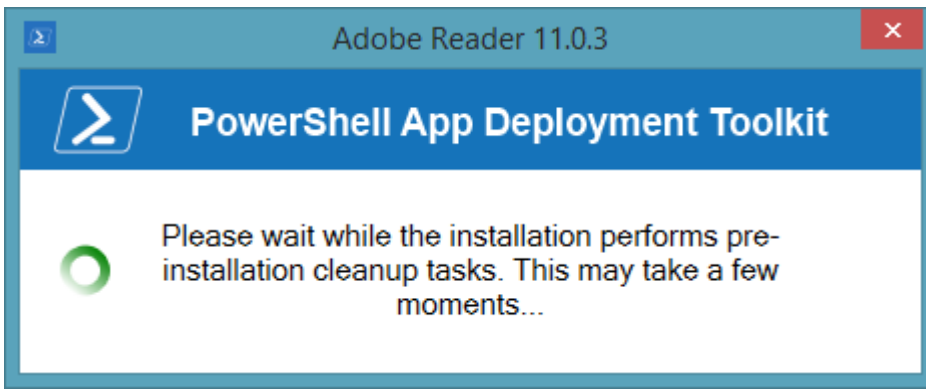 Adobe Reader 11.0.3
PowerShell App Deployment Toolkit
Please wait while the installation performs pre-
installation cleanup tasks. This may take a few
moments...